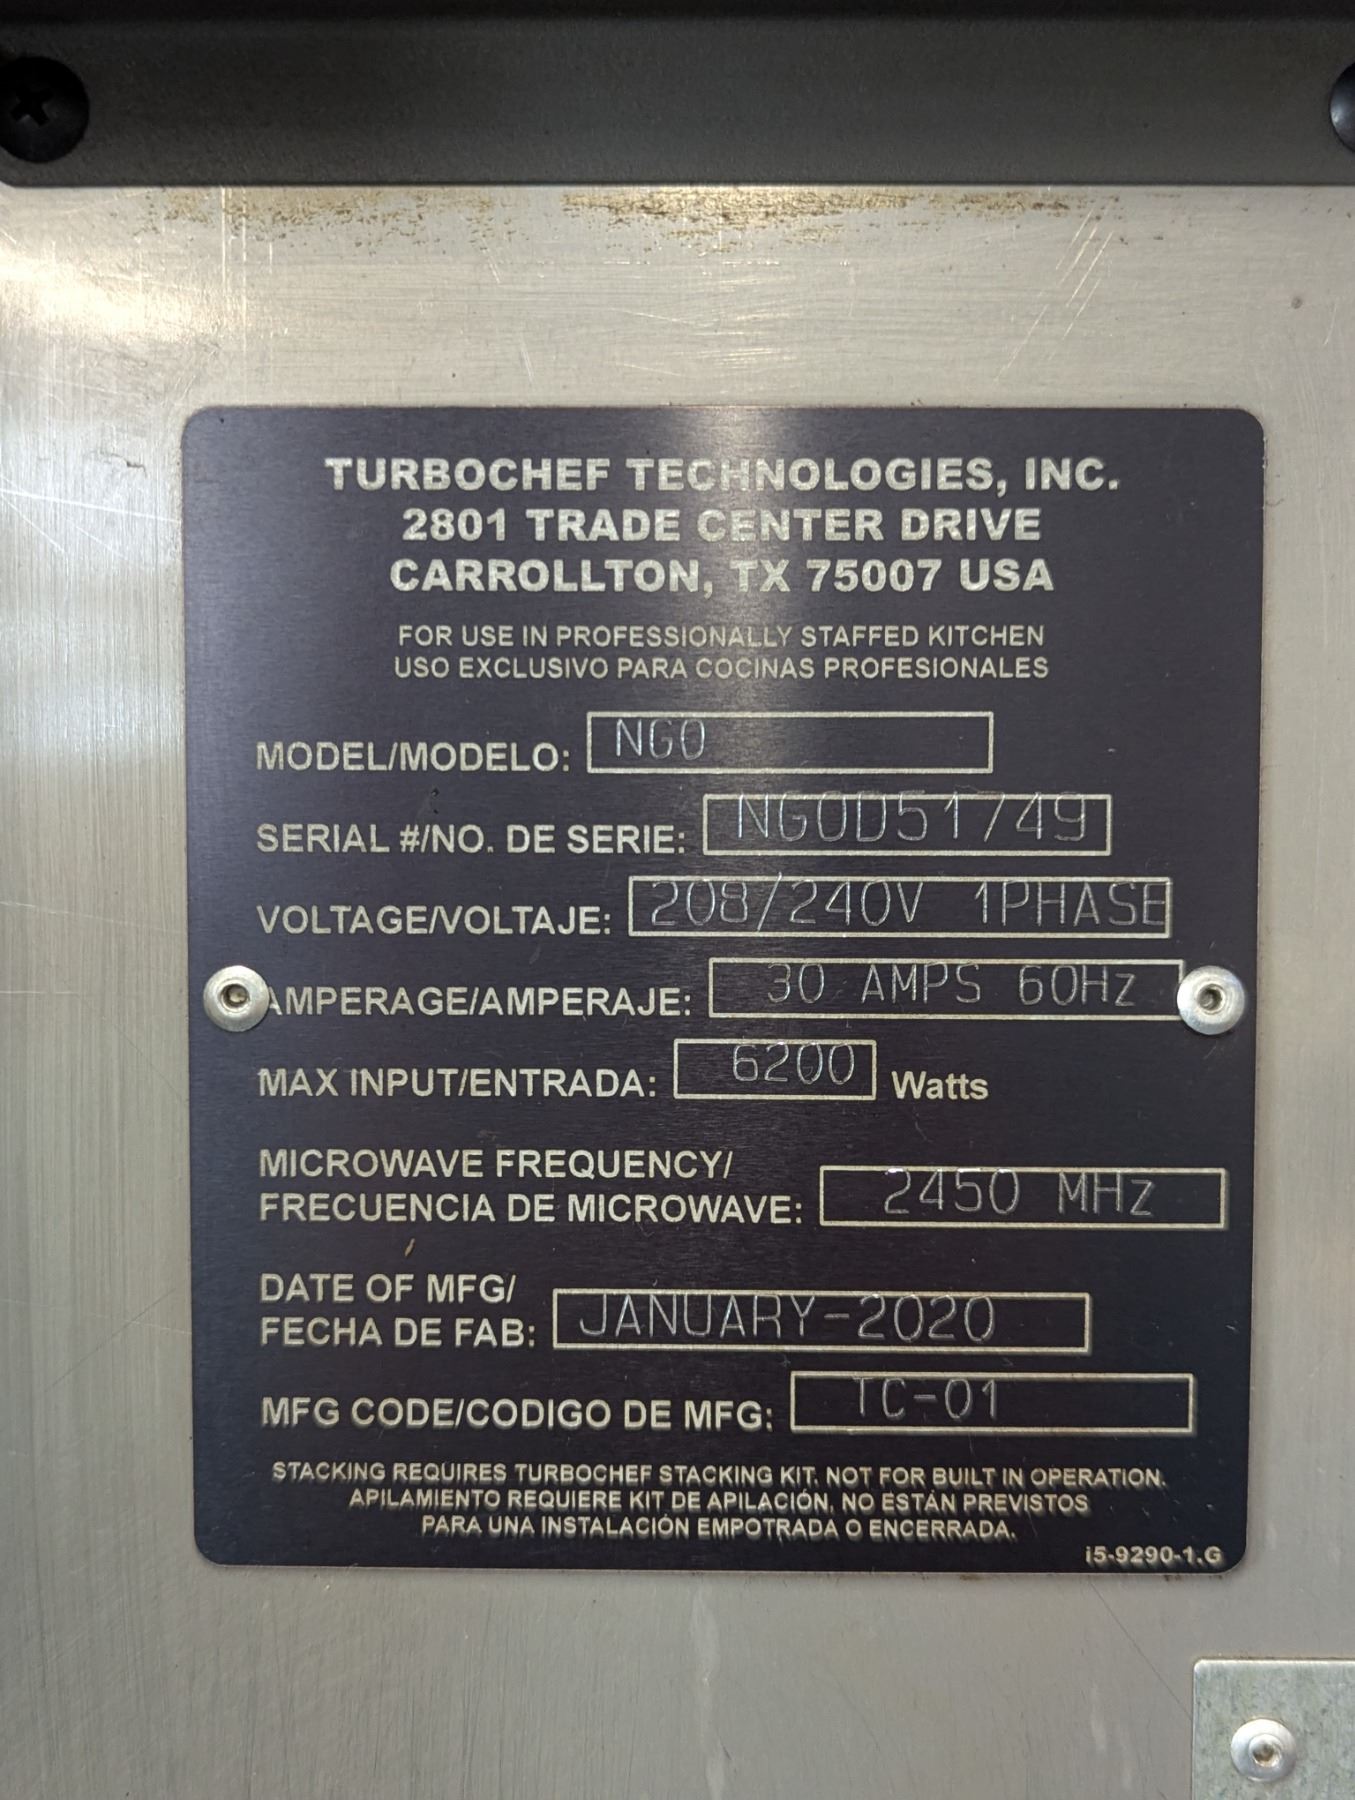 TURBOCHEF TECHNOLOGIES, INC.
2801 TRADE CENTER DRIVE
CARROLLTON, TX 75007 USA
FOR USE IN PROFESSIONALLY STAFFED KITCHEN
USO EXCLUSIVO PARA COCINAS PROFESIONALES
MODEL/MODELO: NGO
SERIAL #/NO. DE SERIE: NGOD51749
VOLTAGE/VOLTAJE: 208/240V 1PHASE
AMPERAGE/AMPERAJE: 30 AMPS 60Hz
MAX INPUT/ENTRADA: 6200 Watts
MICROWAVE FREQUENCY/
FRECUENCIA DE MICROWAVE: 2450 MHz
DATE OF MFG/
FECHA DE FAB: JANUARY-2020
MFG CODE/CODIGO DE MFG: TC-01
STACKING REQUIRES TURBOCHEF STACKING KIT. NOT FOR BUILT IN OPERATION.
APILAMIENTO REQUIERE KIT DE APILACIÓN. NO ESTÁN PREVISTOS
PARA UNA INSTALACIÓN EMPOTRADA O ENCERRADA.
i5-9290-1.G